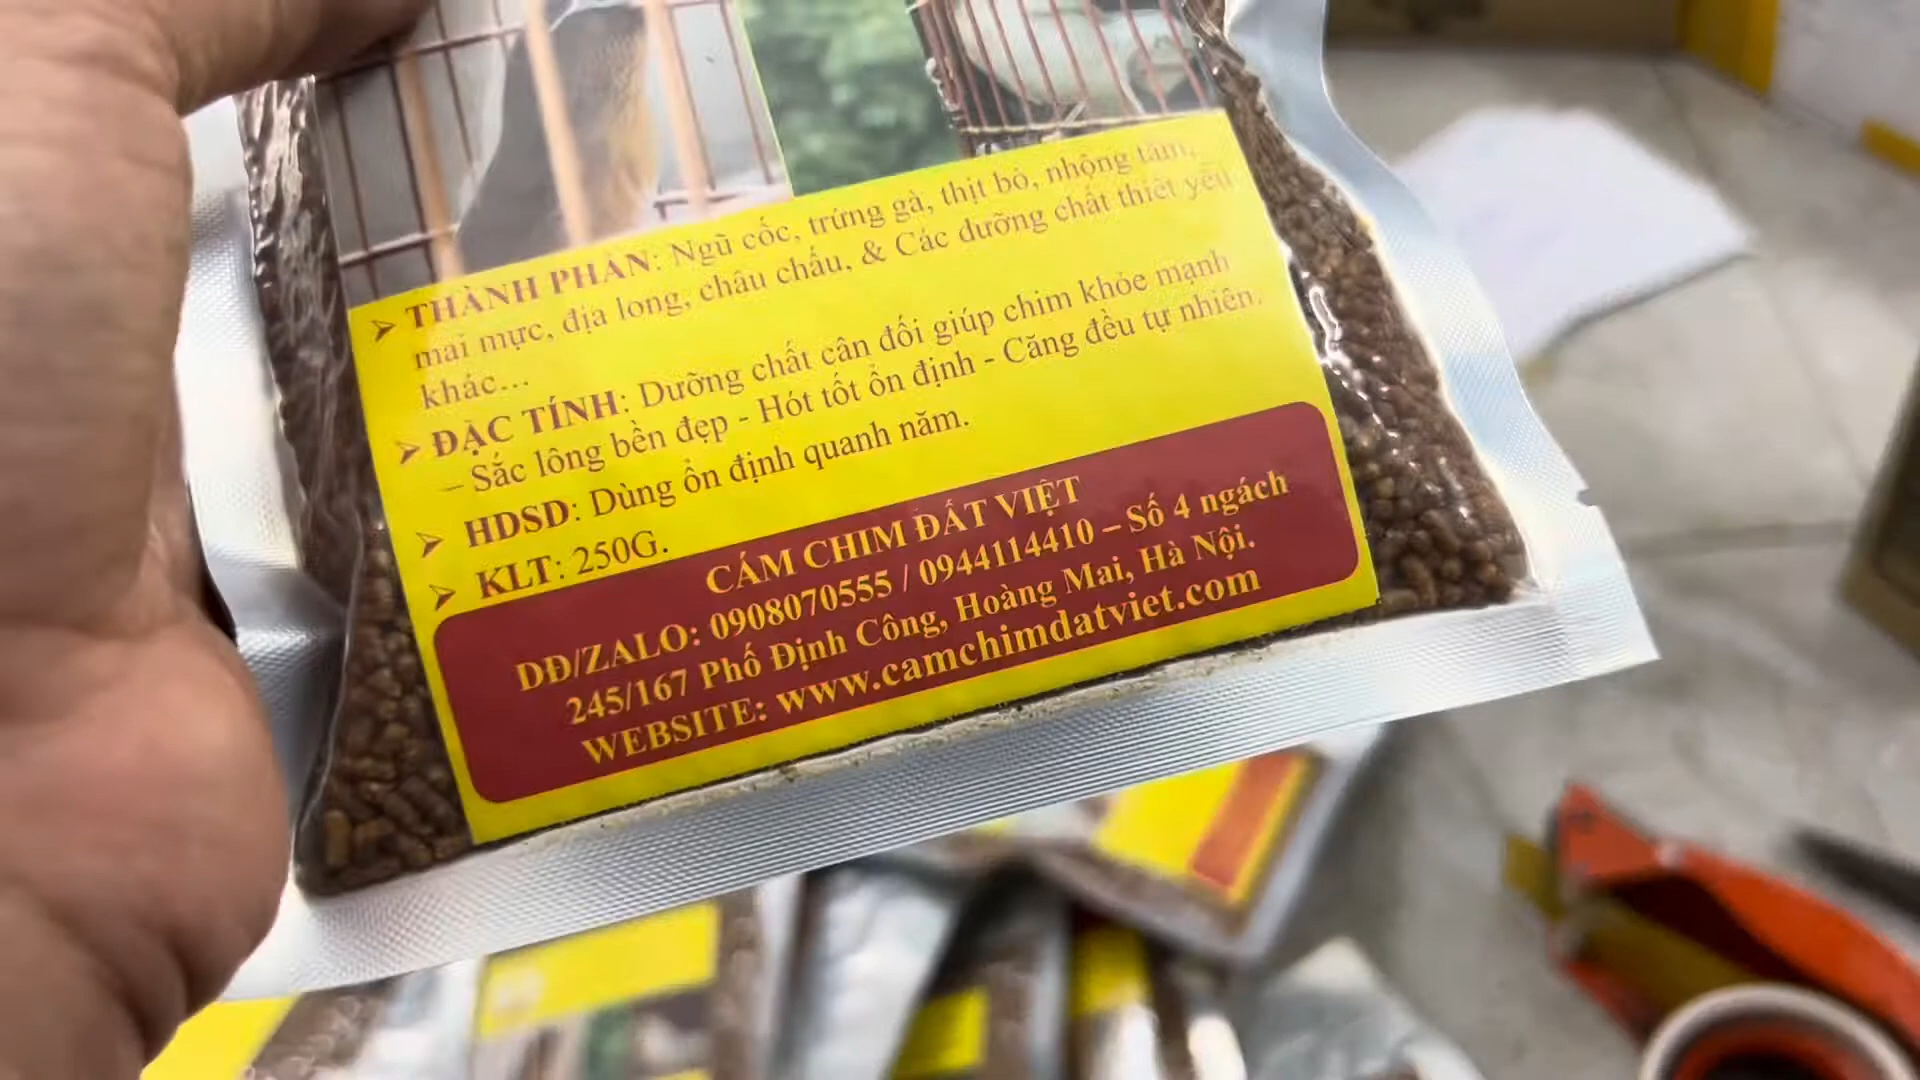 ➢ THÀNH PHẦN: Ngũ cốc, trứng gà, thịt bò, nhộng tằm,
mai mực, địa long, châu chấu, & Các dưỡng chất thiết yếu
khác...
➢ ĐẶC TÍNH: Dưỡng chất cân đối giúp chim khỏe mạnh
– Sắc lông bền đẹp - Hót tốt ổn định - Căng đều tự nhiên.
➢ HDSD: Dùng ổn định quanh năm.
➢ KLT: 250G.
CÁM CHIM ĐẤT VIỆT
DĐ/ZALO: 0908070555 / 0944114410 – Số 4 ngách
245/167 Phố Định Công, Hoàng Mai, Hà Nội.
WEBSITE: www.camchimdatviet.com